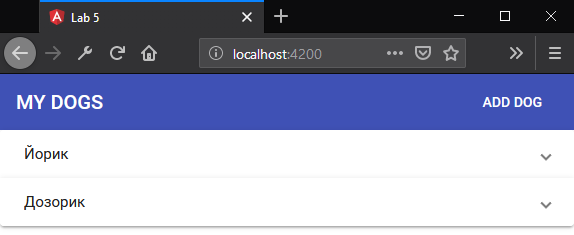 Lab 5
localhost:4200
MY DOGS ADD DOG
Йорик
Дозорик